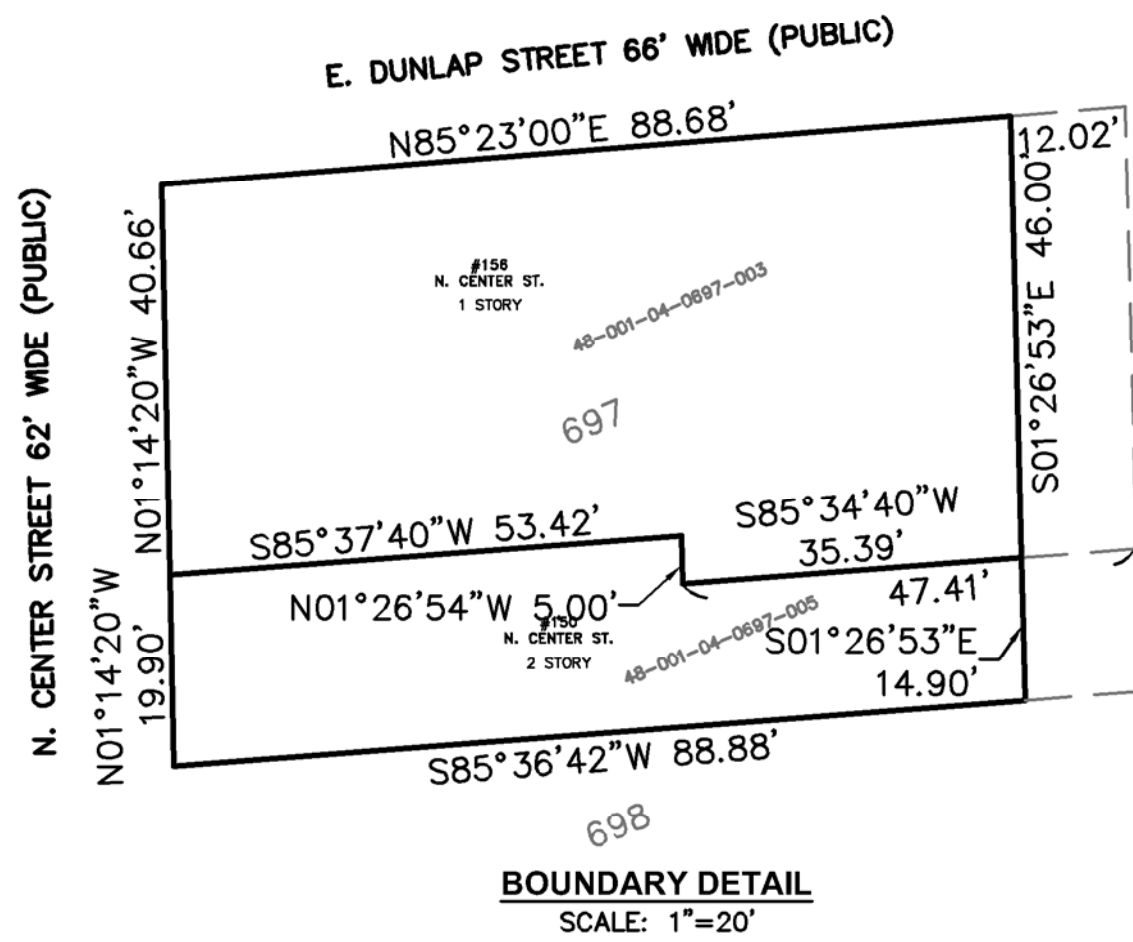 E. DUNLAP STREET 66' WIDE (PUBLIC)
N85°23'00"E 88.68'
12.02'
N. CENTER STREET 62' WIDE (PUBLIC)
N01°14'20"W 40.66'
S01°26'53"E 46.00'
#156
N. CENTER ST.
1 STORY
48-001-04-0697-003
697
S85°37'40"W 53.42'
S85°34'40"W
35.39'
47.41'
N01°26'54"W 5.00'
#150
N. CENTER ST.
2 STORY
48-001-04-0697-005
S01°26'53"E
14.90'
N01°14'20"W
19.90'
S85°36'42"W 88.88'
698
BOUNDARY DETAIL
SCALE: 1"=20'